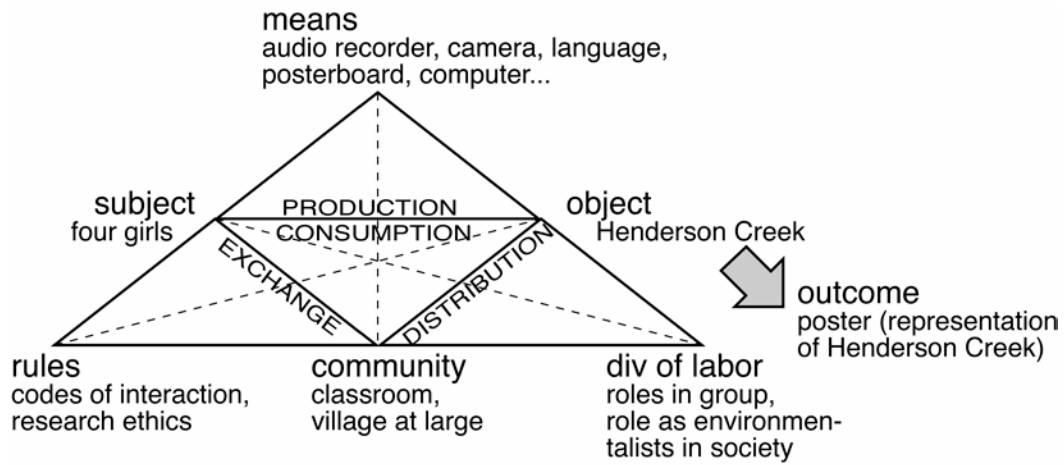 means
audio recorder, camera, language,
posterboard, computer...
subject
four girls
PRODUCTION
CONSUMPTION
object
Henderson Creek
EXCHANGE
DISTRIBUTION
outcome
poster (representation
of Henderson Creek)
rules
codes of interaction,
research ethics
community
classroom,
village at large
div of labor
roles in group,
role as environmen-
talists in society